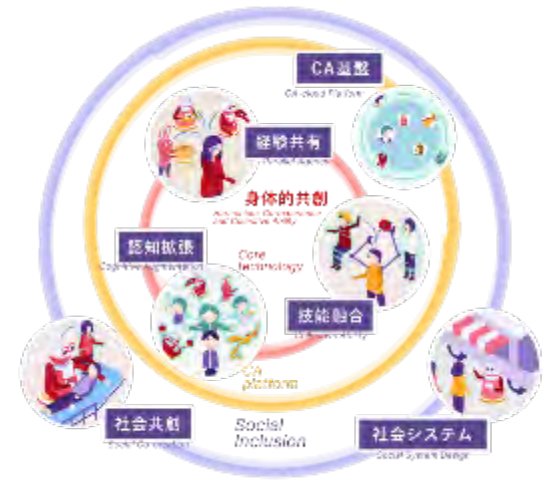 CA基盤
経験共有
身体的共創
認知拡張
Core
technology
技能融合
CA
platform
社会共創
Social
Inclusion
社会システム
Social System Design